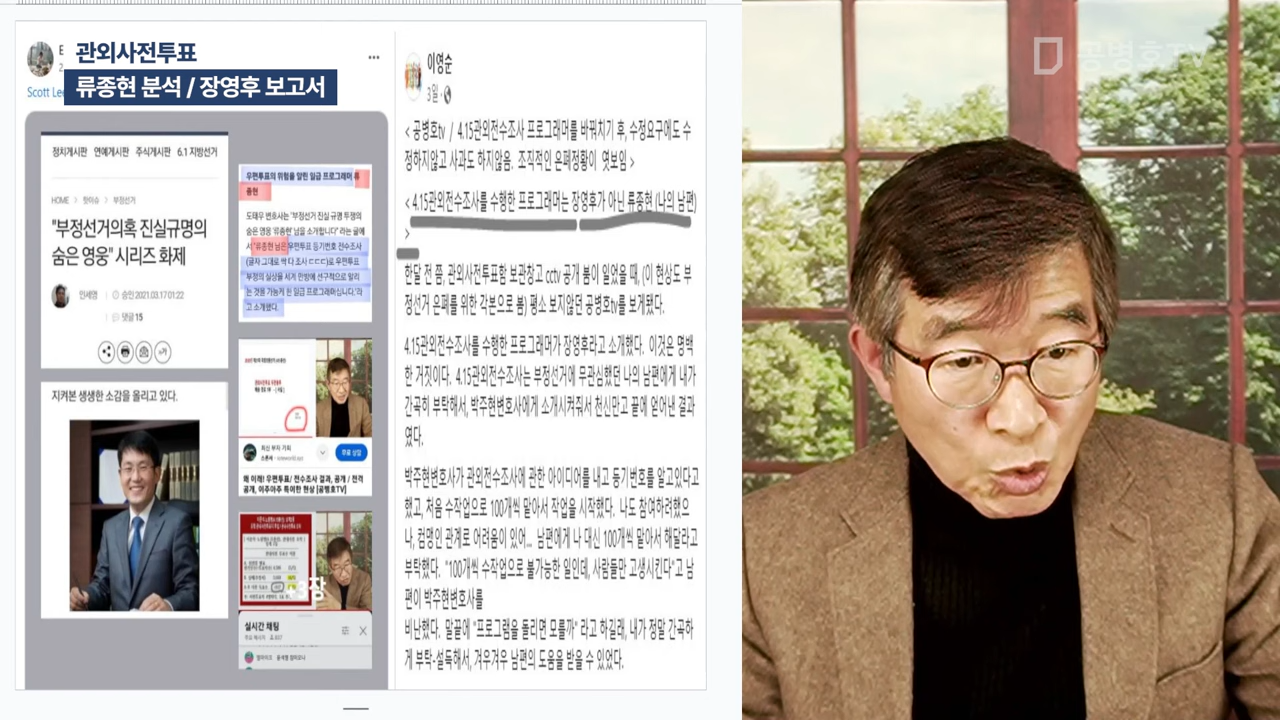 관외사전투표
류종현 분석 / 장영후 보고서
E
Scott Lee
정치게시판 연예게시판 주식게시판 6.1 지방선거
HOME > 핫이슈 > 부정선거
"부정선거의혹 진실규명의
숨은 영웅" 시리즈 화제
인세영
승인 2021.03.17 01:22
댓글 15
지켜본 생생한 소감을 올리고 있다.
우편투표의 위험을 알린 일급 프로그래머 류
종현
도태우 변호사는 "부정선거 진실 규명 투쟁의
숨은 영웅 '류종현' 님을 소개합니다" 라는 글에
서 "류종현 님은 우편투표 등기번호 전수조사
(글자 그대로 싹 다 조사 ㄷㄷㄷ)로 우편투표
부정의 실상을 세계 만방에 선구적으로 알리
는 것을 가능케 한 일급 프로그래머십니다."라
고 소개했다.
최신 부자 기회
스폰서
무료 상담
왜 이래! 우편투표/ 전수조사 결과, 공개 / 전격
공개, 아주아주 특이한 현상 [공병호TV]
+3장
실시간 채팅
이영순
3일
< 공병호tv / 4.15관외전수조사 프로그래머를 바꿔치기 후, 수정요구에도 수
정하지않고 사과도 하지않음. 조직적인 은폐정황이 엿보임 >
< 4.15관외전수조사를 수행한 프로그래머는 장영후가 아닌 류종현 (나의 남편)
>
한달 전 쯤, 관외사전투표함 보관창고 cctv 공개 붐이 일었을 때, (이 현상도 부
정선거 은폐를 위한 각본으로 봄) 평소 보지않던 공병호tv를 보게됐다.
4.15관외전수조사를 수행한 프로그래머가 장영후라고 소개했다. 이것은 명백
한 거짓이다. 4.15관외전수조사는 부정선거에 무관심했던 나의 남편에게 내가
간곡히 부탁해서, 박주현변호사에게 소개시켜줘서 천신만고 끝에 얻어낸 결과
였다.
박주현변호사가 관외전수조사에 관한 아이디어를 내고 등기번호를 알고있다고
했고, 처음 수작업으로 100개씩 맡아서 작업을 시작했다. 나도 참여하려했으
나, 컴맹인 관계로 어려움이 있어... 남편에게 나 대신 100개씩 맡아서 해달라고
부탁했다. "100개씩 수작업으로 불가능한 일인데, 사람들만 고생시킨다"고 남
편이 박주현변호사를
비난했다. 말끝에 "프로그램을 돌리면 모를까" 라고 하길래, 내가 정말 간곡하
게 부탁·설득해서, 겨우겨우 남편의 도움을 받을 수 있었다.
공병호TV